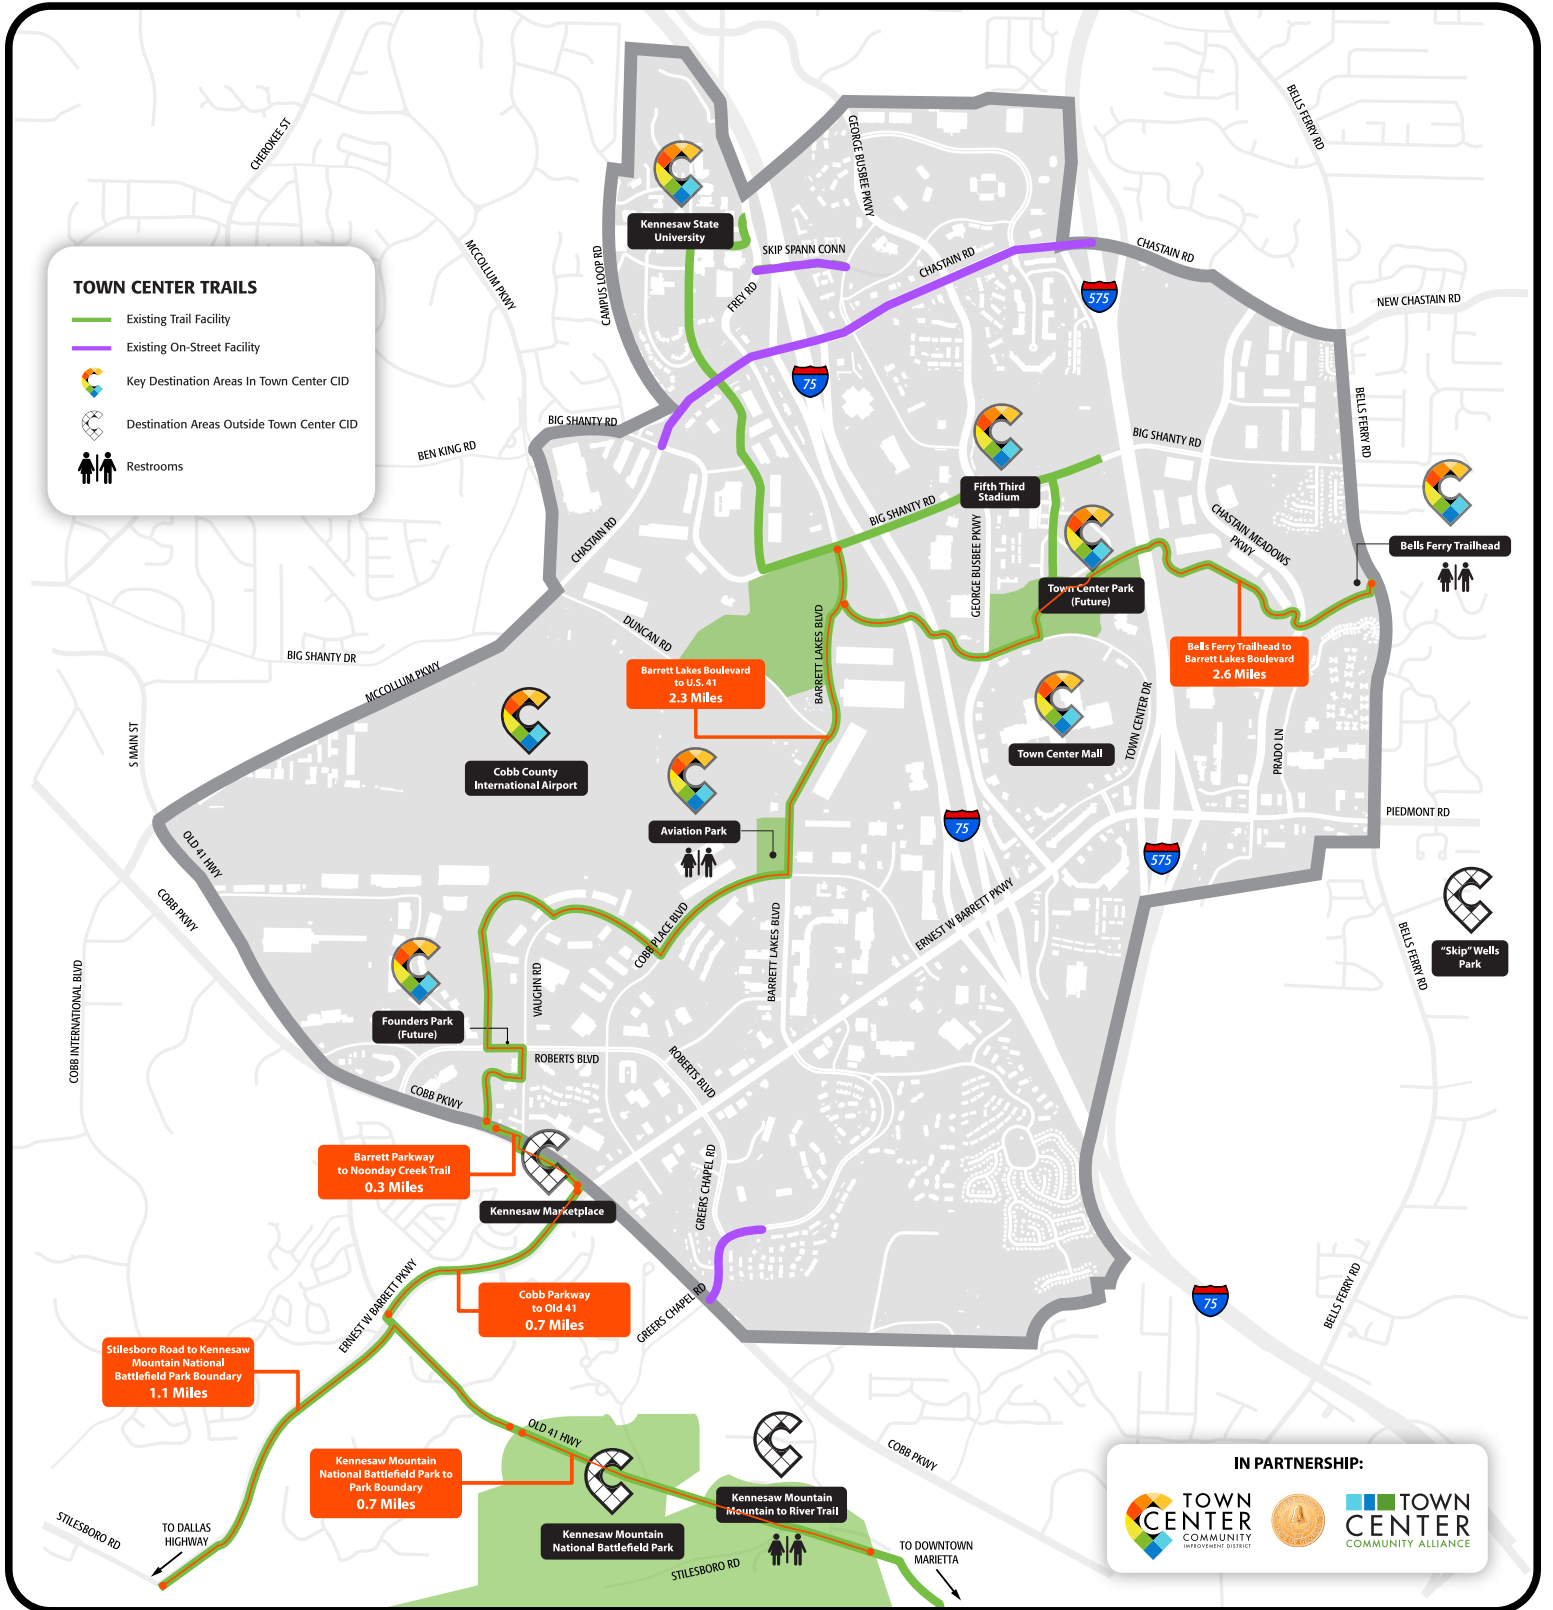 CHEROKEE ST
BELLS FERRY RD
GEORGE BUSBEE PKWY
Kennesaw State
University
SKIP SPANN CONN
CHASTAIN RD
CHASTAIN RD
MCCOLLUM PKWY
CAMPUS LOOP RD
FREY RD
575
NEW CHASTAIN RD
TOWN CENTER TRAILS
Existing Trail Facility
Existing On-Street Facility
Key Destination Areas In Town Center CID
Destination Areas Outside Town Center CID
Restrooms
75
BIG SHANTY RD
BEN KING RD
BIG SHANTY RD
BELLS FERRY RD
Fifth Third
Stadium
BIG SHANTY RD
CHASTAIN RD
GEORGE BUSBEE PKWY
CHASTAIN MEADOWS
PKWY
Bells Ferry Trailhead
Town Center Park
(Future)
DUNCAN RD
BARRETT LAKES BLVD
BIG SHANTY DR
MCCOLLUM PKWY
Barrett Lakes Boulevard
to U.S. 41
2.3 Miles
Bells Ferry Trailhead to
Barrett Lakes Boulevard
2.6 Miles
S MAIN ST
TOWN CENTER DR
PRADO LN
Town Center Mall
Cobb County
International Airport
Aviation Park
75
575
PIEDMONT RD
OLD 41 HWY
COBB PKWY
COBB PLACE BLVD
BARRETT LAKES BLVD
ERNEST W BARRETT PKWY
BELLS FERRY RD
"Skip" Wells
Park
COBB INTERNATIONAL BLVD
VAUGHN RD
Founders Park
(Future)
ROBERTS BLVD
ROBERTS BLVD
COBB PKWY
Barrett Parkway
to Noonday Creek Trail
0.3 Miles
GREERS CHAPEL RD
Kennesaw Marketplace
ERNEST W BARRETT PKWY
Cobb Parkway
to Old 41
0.7 Miles
GREERS CHAPEL RD
75
BELLS FERRY RD
Stilesboro Road to Kennesaw
Mountain National
Battlefield Park Boundary
1.1 Miles
OLD 41 HWY
COBB PKWY
Kennesaw Mountain
National Battlefield Park to
Park Boundary
0.7 Miles
Kennesaw Mountain
Mountain to River Trail
Kennesaw Mountain
National Battlefield Park
STILESBORO RD
STILESBORO RD
TO DALLAS
HIGHWAY
TO DOWNTOWN
MARIETTA
IN PARTNERSHIP:
TOWN
CENTER
COMMUNITY
IMPROVEMENT DISTRICT
TOWN
CENTER
COMMUNITY ALLIANCE